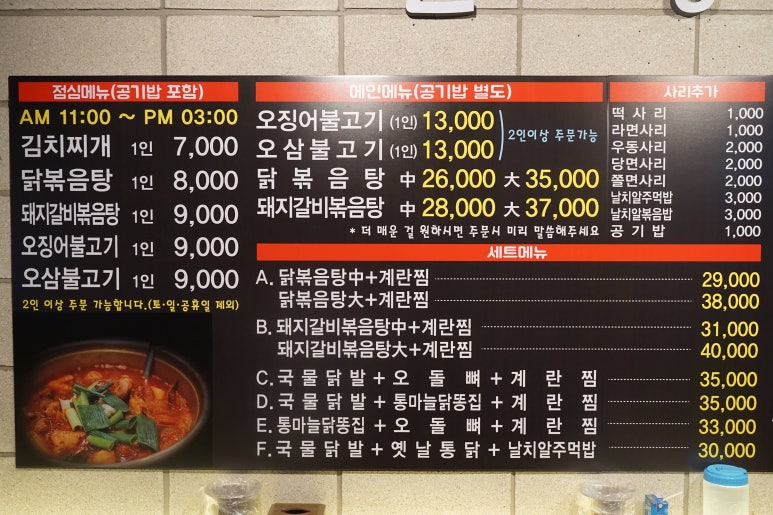 점심메뉴(공기밥 포함)
AM 11:00 ~ PM 03:00
김치찌개 1인 7,000
닭볶음탕 1인 8,000
돼지갈비볶음탕 1인 9,000
오징어불고기 1인 9,000
오삼불고기 1인 9,000
2인 이상 주문 가능합니다.(토·일·공휴일 제외)
메인메뉴(공기밥 별도)
오징어불고기 (1인) 13,000
오삼불고기 (1인) 13,000
2인이상 주문가능
닭볶음탕 中 26,000 大 35,000
돼지갈비볶음탕 中 28,000 大 37,000
* 더 매운 걸 원하시면 주문시 미리 말씀해주세요
사리추가
떡사리 1,000
라면사리 1,000
우동사리 2,000
당면사리 2,000
쫄면사리 2,000
날치알주먹밥 3,000
날치알볶음밥 3,000
공기밥 1,000
세트메뉴
A. 닭볶음탕中+계란찜 29,000
닭볶음탕大+계란찜 38,000
B. 돼지갈비볶음탕中+계란찜 31,000
돼지갈비볶음탕大+계란찜 40,000
C. 국물닭발+오돌뼈+계란찜 35,000
D. 국물닭발+통마늘닭똥집+계란찜 35,000
E. 통마늘닭똥집+오돌뼈+계란찜 33,000
F. 국물닭발+옛날통닭+날치알주먹밥 30,000